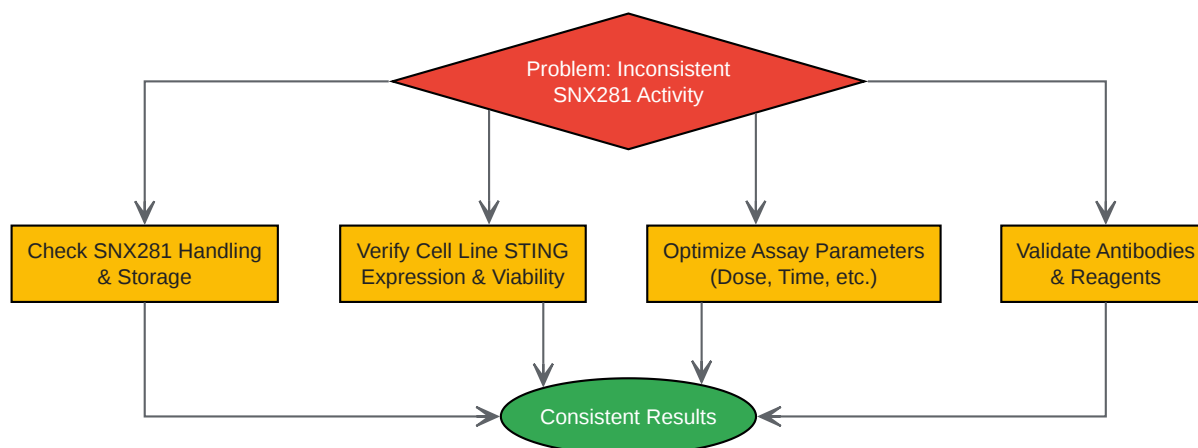 Problem: Inconsistent
SNX281 Activity
Check SNX281 Handling
& Storage
Verify Cell Line STING
Expression & Viability
Optimize Assay Parameters
(Dose, Time, etc.)
Validate Antibodies
& Reagents
Consistent Results